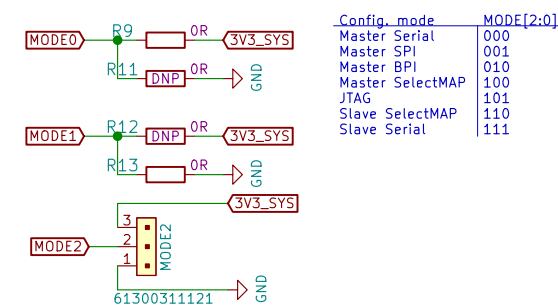 R9 0R
MODE0 3V3_SYS
R11 DNP 0R GND
R12 0R
MODE1 DNP 3V3_SYS
R13 0R GND
3V3_SYS
3
MODE2 2 MODE2
1
61300311121 GND
Config. mode MODE[2:0]
Master Serial 000
Master SPI 001
Master BPI 010
Master SelectMAP 100
JTAG 101
Slave SelectMAP 110
Slave Serial 111